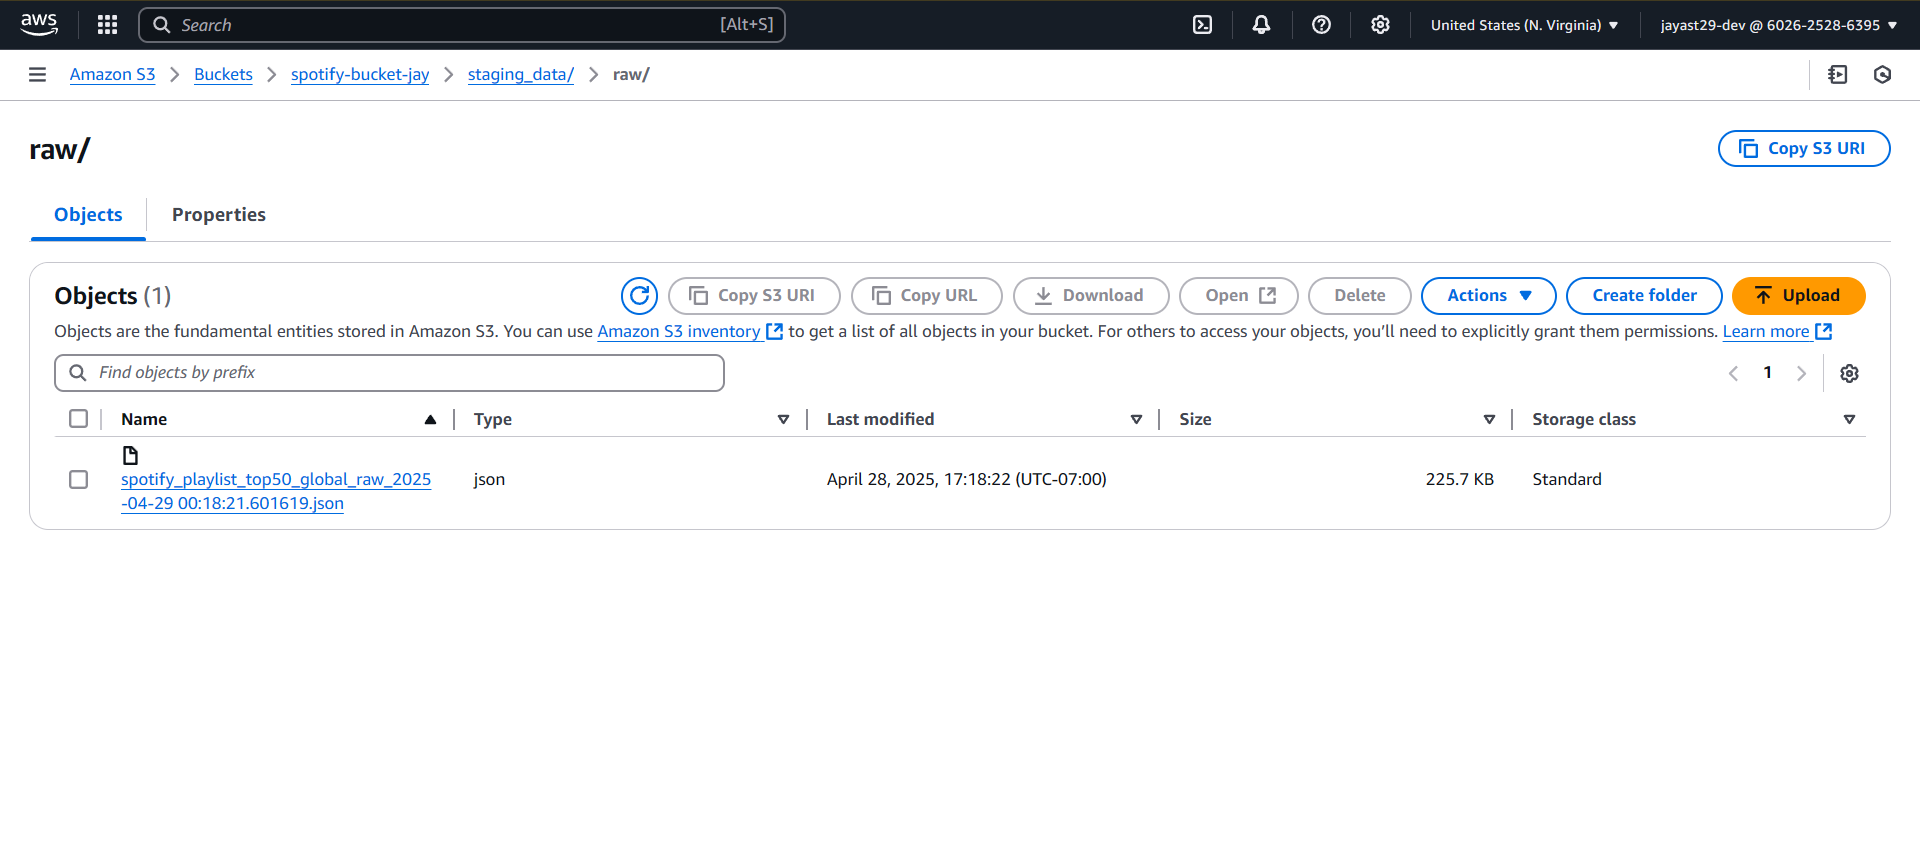 aws
Search [Alt+S]
United States (N. Virginia)
jayast29-dev @ 6026-2528-6395
Amazon S3
Buckets
spotify-bucket-jay
staging_data/
raw/
raw/
Copy S3 URI
Objects
Properties
Objects (1)
Copy S3 URI
Copy URL
Download
Open
Delete
Actions
Create folder
Upload
Objects are the fundamental entities stored in Amazon S3. You can use Amazon S3 inventory to get a list of all objects in your bucket. For others to access your objects, you’ll need to explicitly grant them permissions. Learn more
Find objects by prefix
1
Name
Type
Last modified
Size
Storage class
spotify_playlist_top50_global_raw_2025
-04-29 00:18:21.601619.json
json
April 28, 2025, 17:18:22 (UTC-07:00)
225.7 KB
Standard